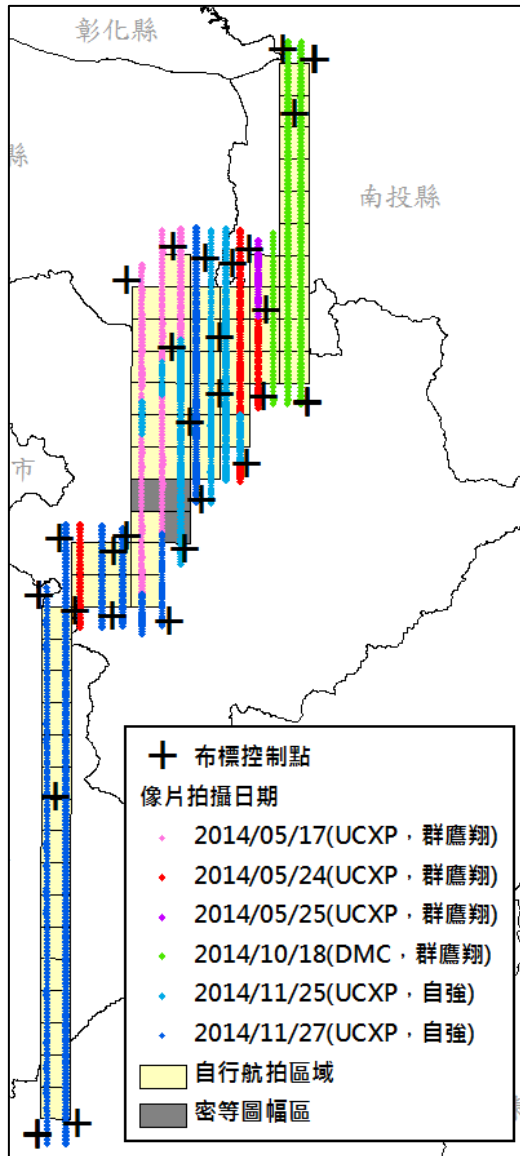 彰化縣
縣
南投縣
市
布標控制點
像片拍攝日期
2014/05/17(UCXP，群鷹翔)
2014/05/24(UCXP，群鷹翔)
2014/05/25(UCXP，群鷹翔)
2014/10/18(DMC，群鷹翔)
2014/11/25(UCXP，自強)
2014/11/27(UCXP，自強)
自行航拍區域
密等圖幅區